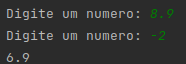 Digite um numero: 8.9
Digite um numero: -2
6.9